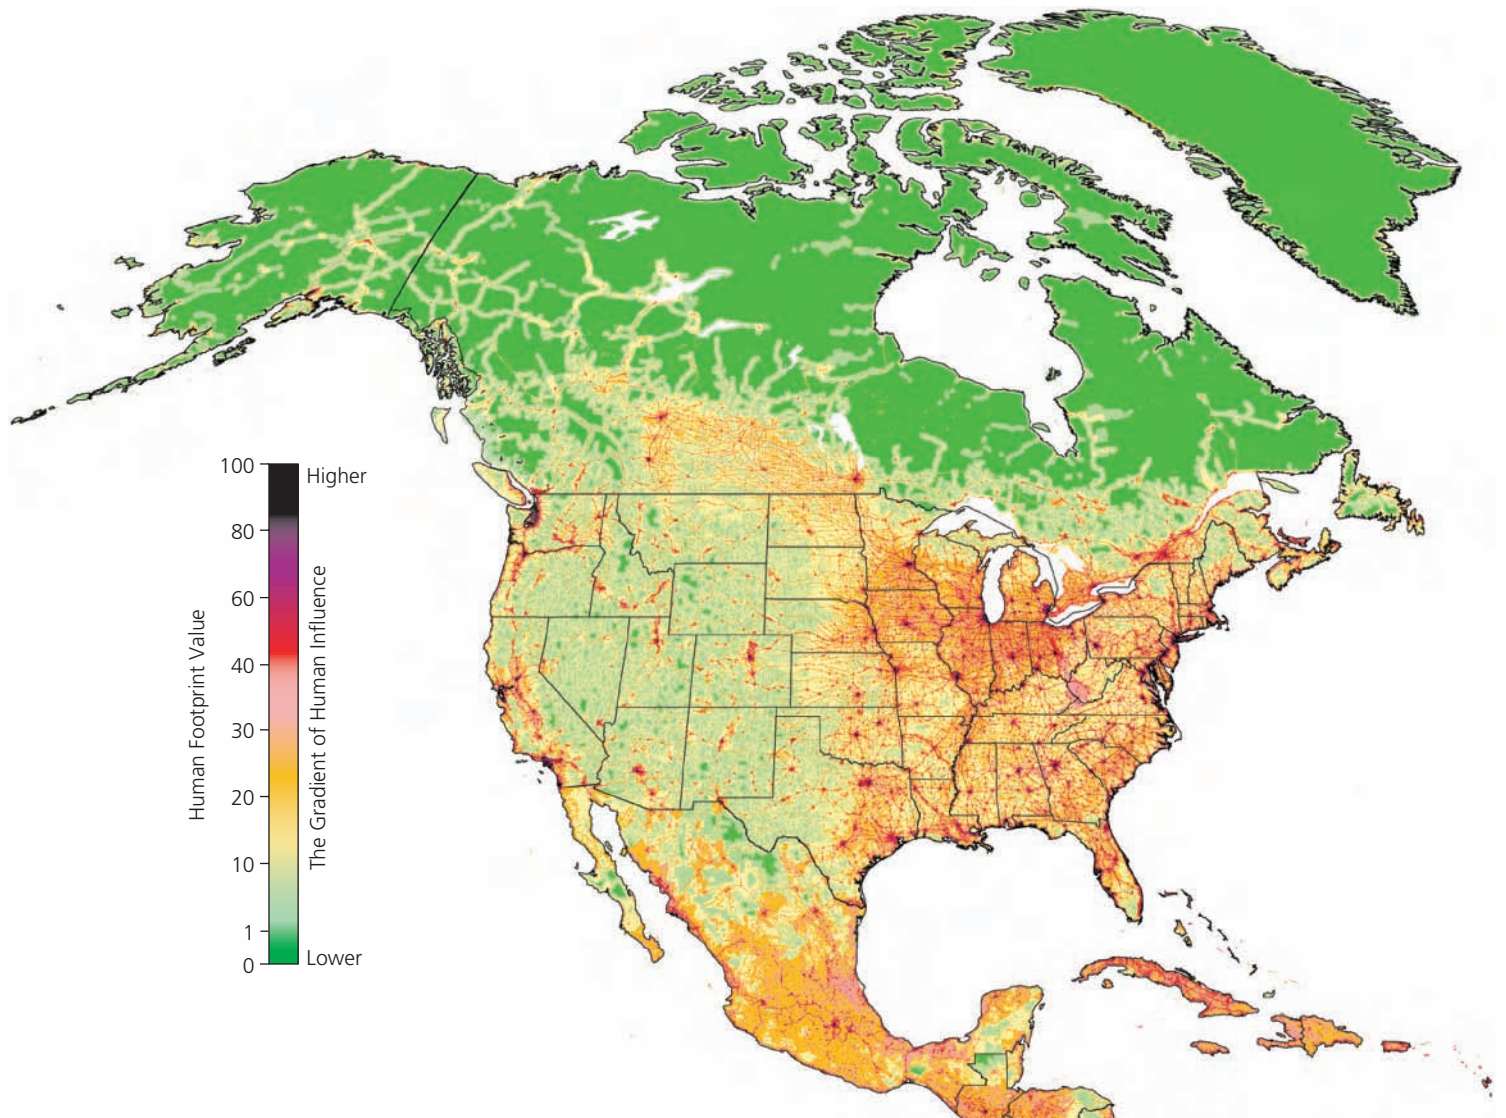 100
80
60
40
30
20
10
1
0
Higher
Lower
Human Footprint Value
The Gradient of Human Influence